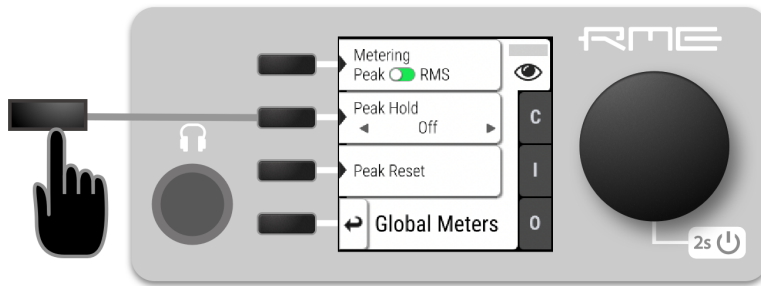 RME
Metering
Peak RMS
Peak Hold
Off
Peak Reset
Global Meters
C
I
O
2s